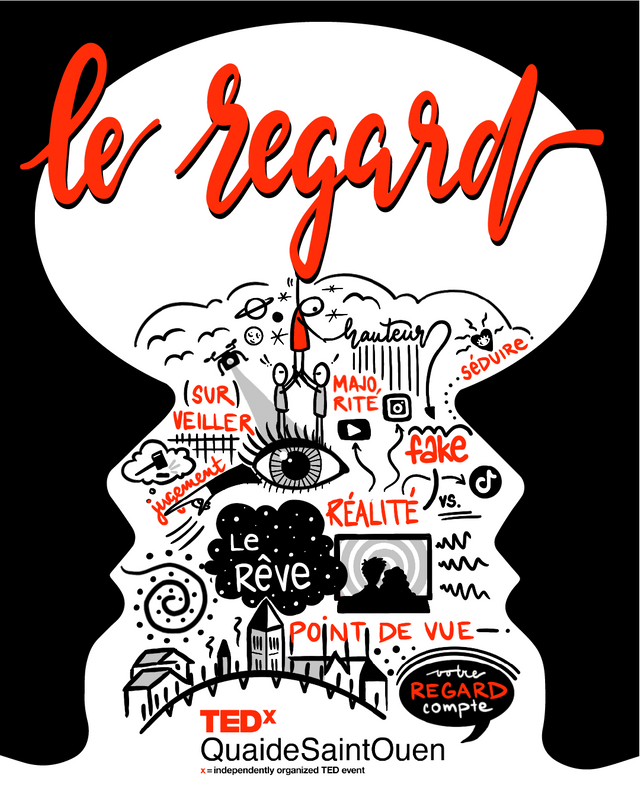 le regard
hauteur
SÉDUIRE
(SUR)
VEILLER
MAJO,
RITÉ
fake
jugement
RÉALITÉ
VS.
Le
Rêve
POINT DE VUE
votre
REGARD
compte
TEDx
QuaideSaintOuen
x = independently organized TED event